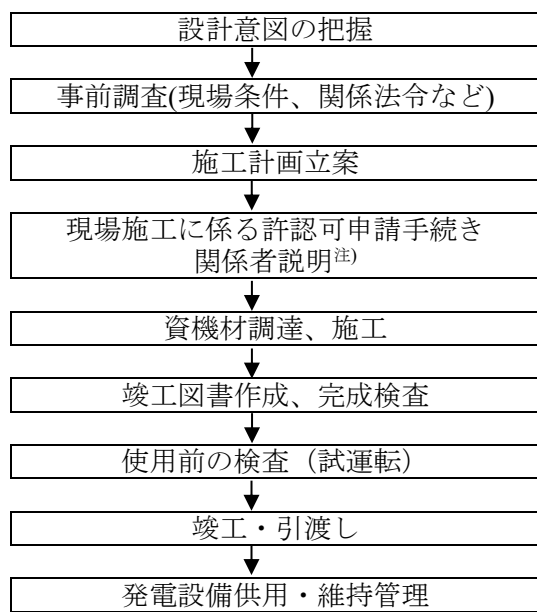 設計意図の把握
事前調査(現場条件、関係法令など)
施工計画立案
現場施工に係る許認可申請手続き
関係者説明注)
資機材調達、施工
竣工図書作成、完成検査
使用前の検査（試運転）
竣工・引渡し
発電設備供用・維持管理